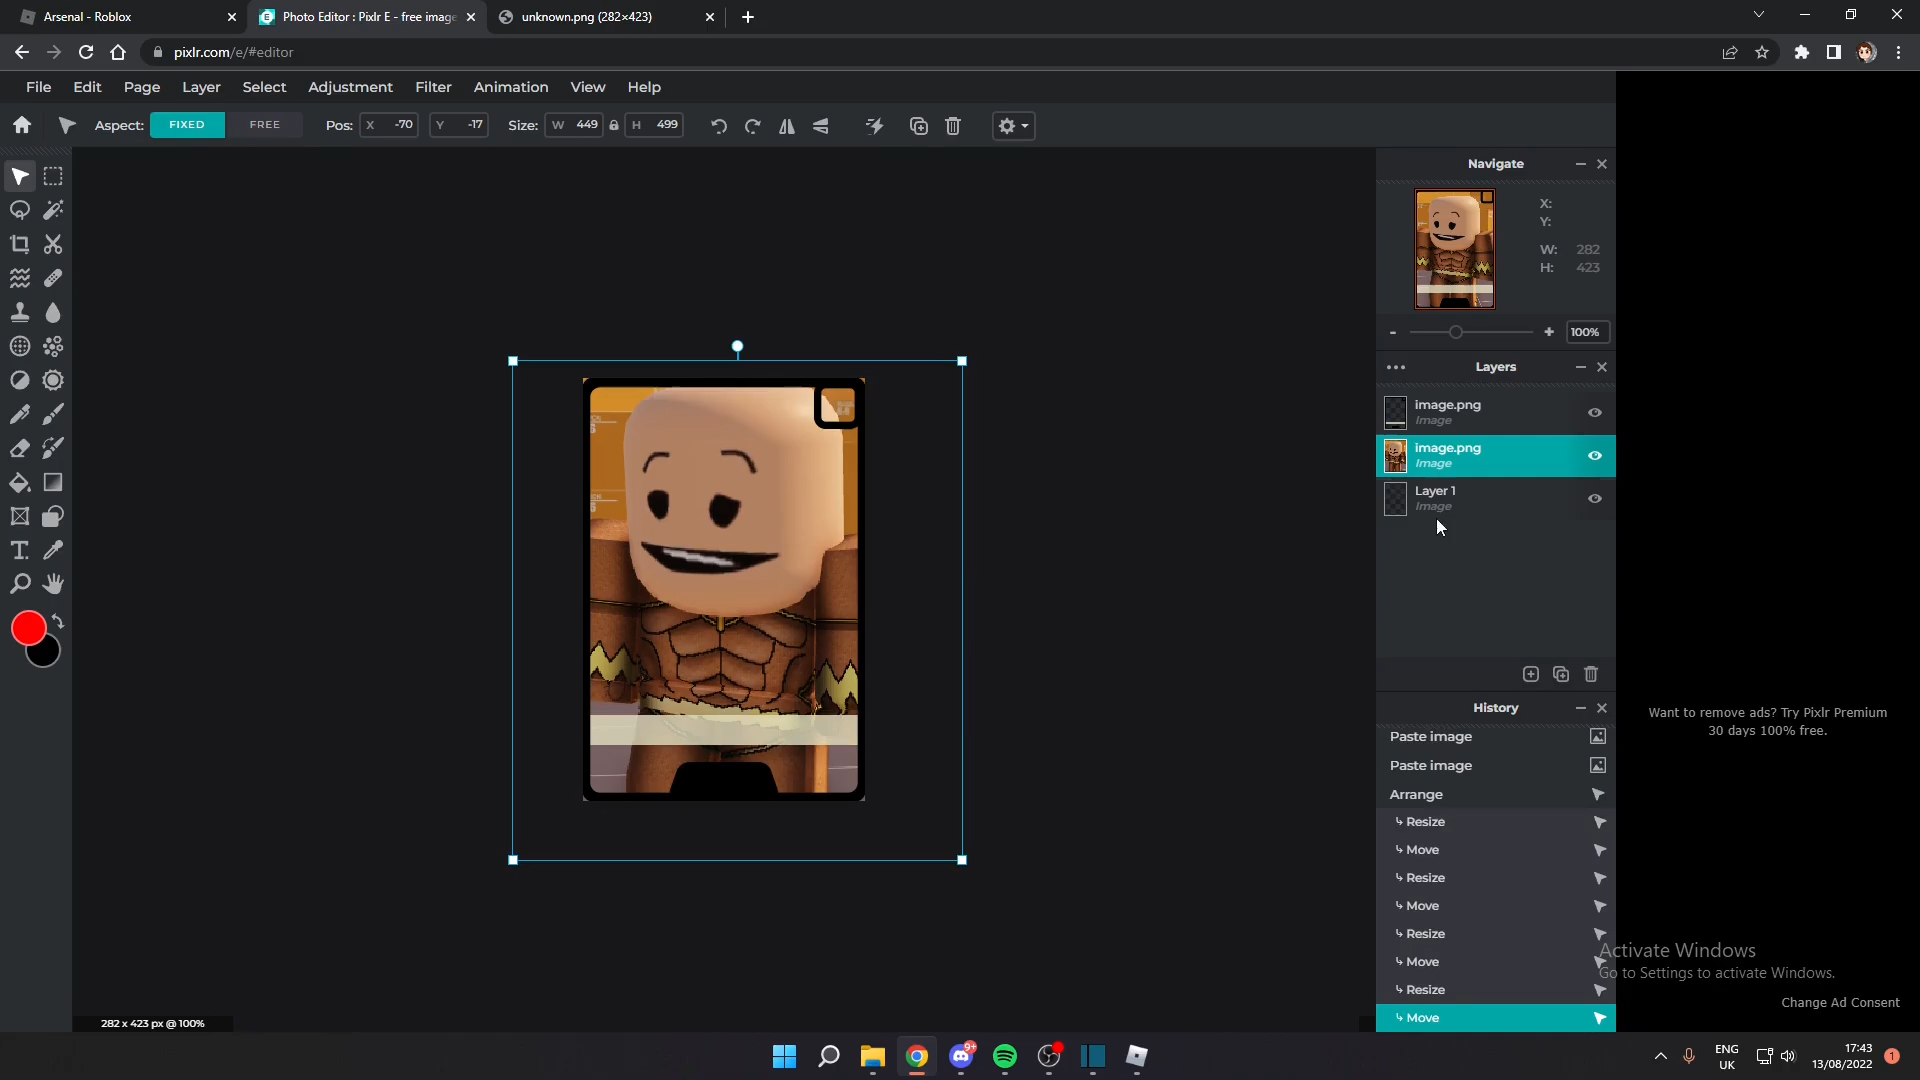 Arsenal - Roblox
Photo Editor : Pixlr E - free image
unknown.png (282×423)
pixlr.com/e/#editor
File Edit Page Layer Select Adjustment Filter Animation View Help
Aspect: FIXED FREE Pos: X -70 Y -17 Size: W 449 H 499
Navigate
X:
Y:
W: 282
H: 423
- + 100%
Layers
image.png
Image
image.png
Image
Layer 1
Image
History
Paste image
Paste image
Arrange
Resize
Move
Resize
Move
Resize
Move
Resize
Move
Want to remove ads? Try Pixlr Premium
30 days 100% free.
Activate Windows
Go to Settings to activate Windows.
Change Ad Consent
282 x 423 px @ 100%
9+
ENG
UK
17:43
13/08/2022
1